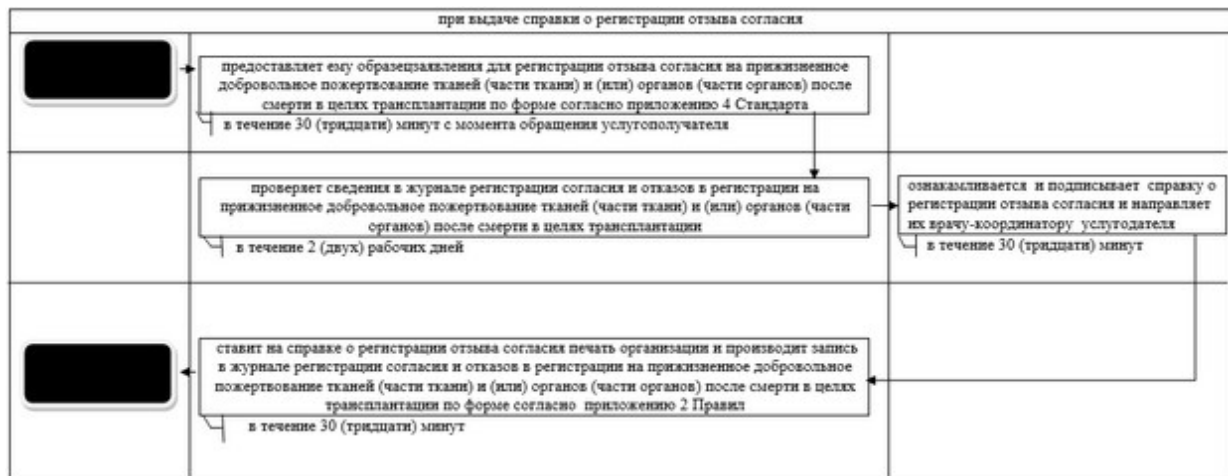 при выдаче справки о регистрации отзыва согласия
предоставляет ему образецзаявления для регистрации отзыва согласия на прижизненное
добровольное пожертвование тканей (части ткани) и (или) органов (части органов) после
смерти в целях трансплантации по форме согласно приложению 4 Стандарта
в течение 30 (тридцати) минут с момента обращения услугополучателя
проверяет сведения в журнале регистрации согласия и отказов в регистрации на
прижизненное добровольное пожертвование тканей (части ткани) и (или) органов (части
органов) после смерти в целях трансплантации
в течение 2 (двух) рабочих дней
ознакамливается и подписывает справку о
регистрации отзыва согласия и направляет
их врачу-координатору услугодателя
в течение 30 (тридцати) минут
ставит на справке о регистрации отзыва согласия печать организации и производит запись
в журнале регистрации согласия и отказов в регистрации на прижизненное добровольное
пожертвование тканей (части ткани) и (или) органов (части органов) после смерти в целях
трансплантации по форме согласно приложению 2 Правил
в течение 30 (тридцати) минут